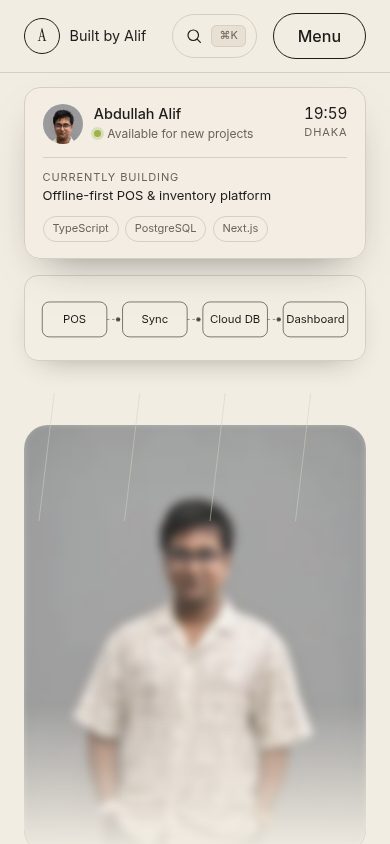 A
Built by Alif
⌘K
Menu
Abdullah Alif
19:59
Available for new projects
DHAKA
CURRENTLY BUILDING
Offline-first POS & inventory platform
TypeScript PostgreSQL Next.js
POS Sync Cloud DB Dashboard